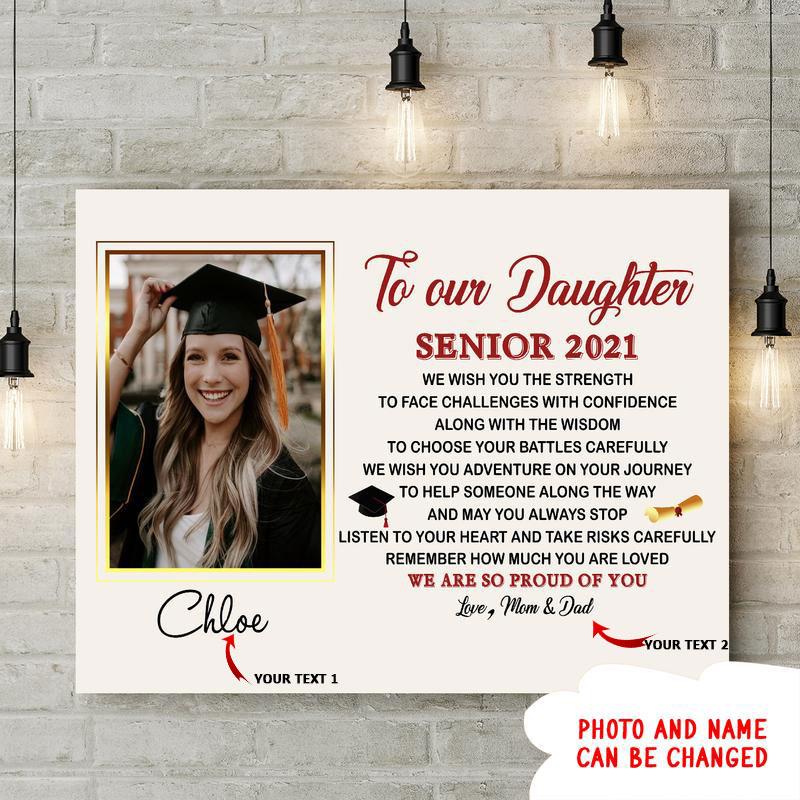 To our Daughter
SENIOR 2021
WE WISH YOU THE STRENGTH
TO FACE CHALLENGES WITH CONFIDENCE
ALONG WITH THE WISDOM
TO CHOOSE YOUR BATTLES CAREFULLY
WE WISH YOU ADVENTURE ON YOUR JOURNEY
TO HELP SOMEONE ALONG THE WAY
AND MAY YOU ALWAYS STOP
LISTEN TO YOUR HEART AND TAKE RISKS CAREFULLY
REMEMBER HOW MUCH YOU ARE LOVED
WE ARE SO PROUD OF YOU
Love, Mom & Dad
Chloe
YOUR TEXT 1
YOUR TEXT 2
PHOTO AND NAME
CAN BE CHANGED